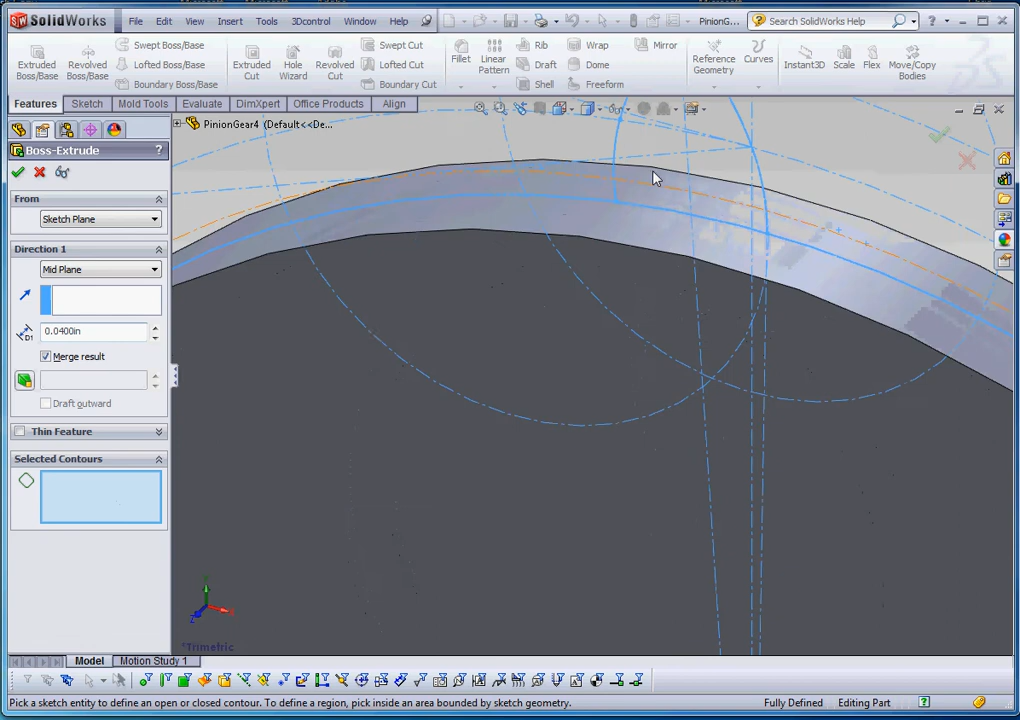 SolidWorks File Edit View Insert Tools 3Dcontrol Window Help PinionG... Search SolidWorks Help
Extruded Boss/Base Revolved Boss/Base Swept Boss/Base Lofted Boss/Base Boundary Boss/Base Extruded Cut Hole Wizard Revolved Cut Swept Cut Lofted Cut Boundary Cut Fillet Linear Pattern Rib Draft Shell Wrap Dome Freeform Mirror Reference Geometry Curves Instant3D Scale Flex Move/Copy Bodies
Features Sketch Mold Tools Evaluate DimXpert Office Products Align
PinionGear4 (Default<<De...
Boss-Extrude ?
From
Sketch Plane
Direction 1
Mid Plane
D1 0.0400in
Merge result
Draft outward
Thin Feature
Selected Contours
*Trimetric
Model Motion Study 1
Pick a sketch entity to define an open or closed contour. To define a region, pick inside an area bounded by sketch geometry. Fully Defined Editing Part ?